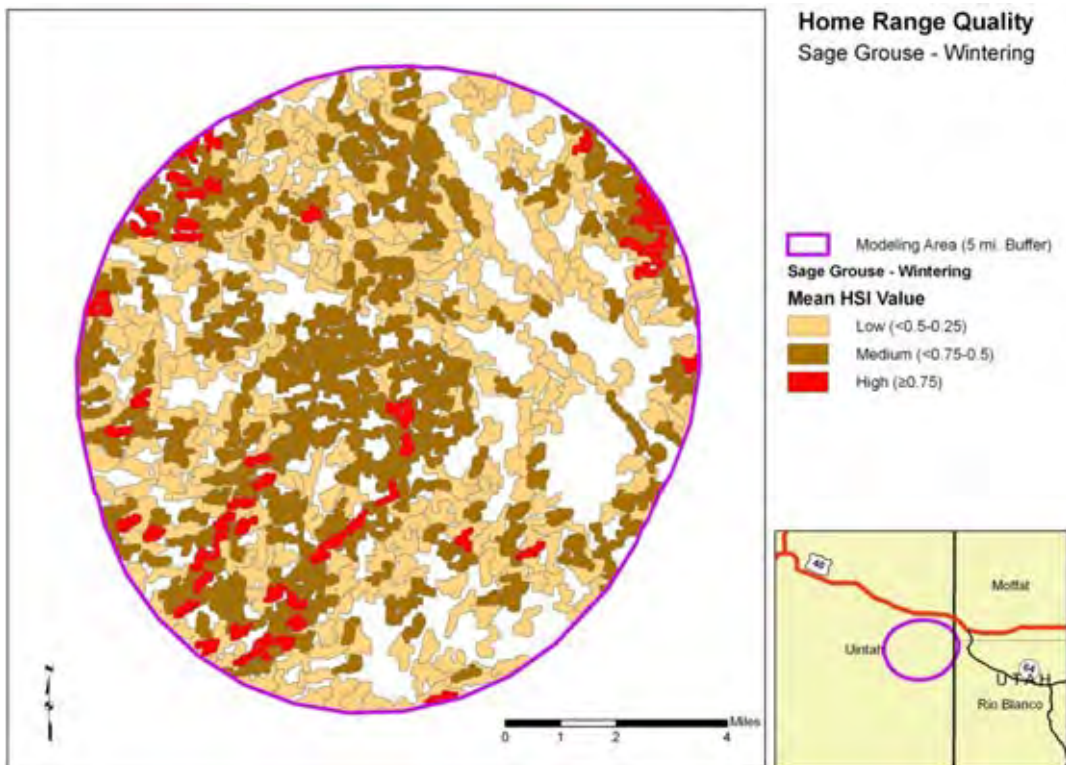 Home Range Quality
Sage Grouse - Wintering
Modeling Area (5 mi. Buffer)
Sage Grouse - Wintering
Mean HSI Value
Low (<0.5-0.25)
Medium (<0.75-0.5)
High (≥0.75)
Miles
0 1 2 4
40
Moffat
Uintah
64
UTAH
Rio Blanco